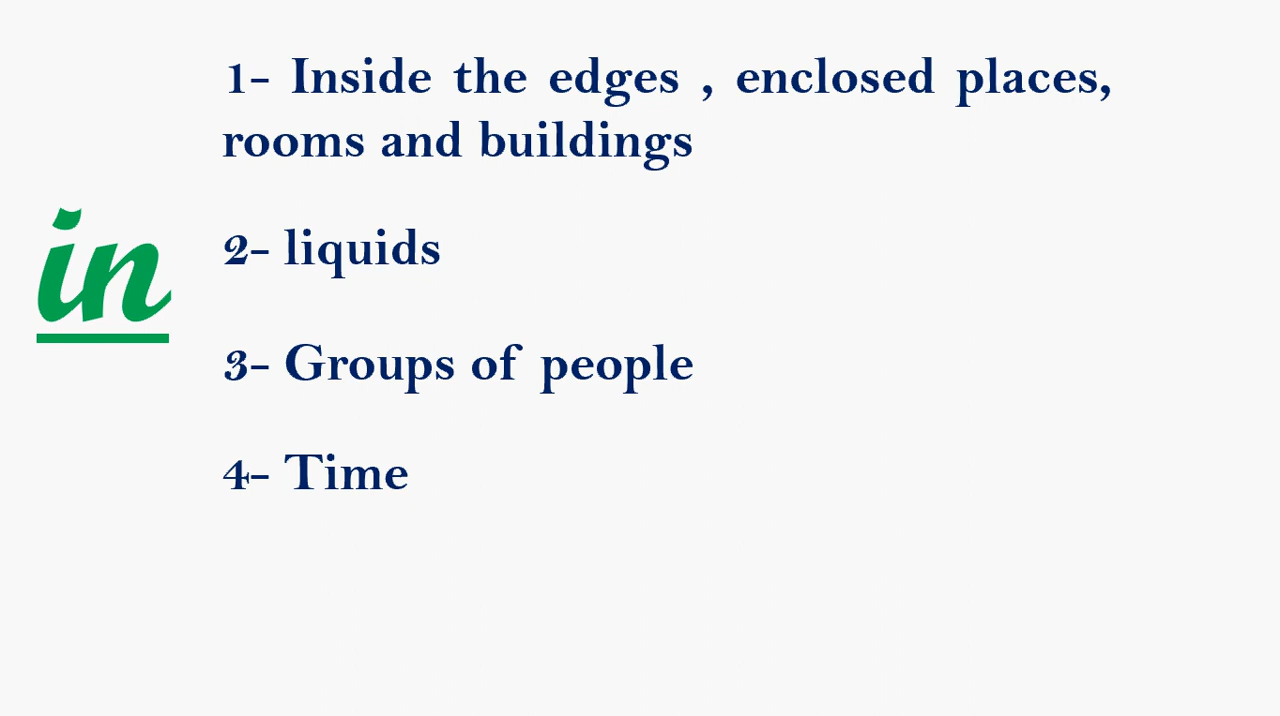 1- Inside the edges , enclosed places,
rooms and buildings
in
2- liquids
3- Groups of people
4- Time